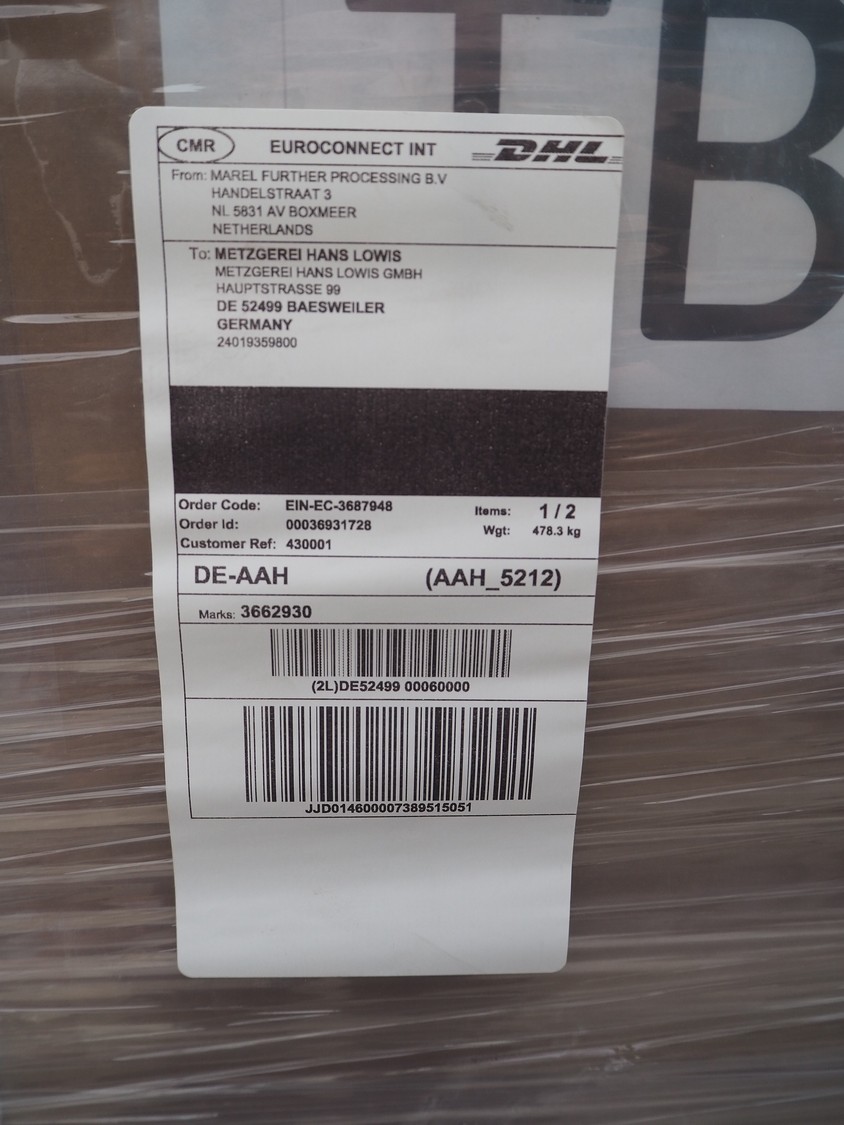 TB
CMR EUROCONNECT INT DHL
From: MAREL FURTHER PROCESSING B.V
HANDELSTRAAT 3
NL 5831 AV BOXMEER
NETHERLANDS
To: METZGEREI HANS LOWIS
METZGEREI HANS LOWIS GMBH
HAUPTSTRASSE 99
DE 52499 BAESWEILER
GERMANY
24019359800
Order Code: EIN-EC-3687948 Items: 1 / 2
Order Id: 00036931728 Wgt: 478.3 kg
Customer Ref: 430001
DE-AAH (AAH_5212)
Marks: 3662930
(2L)DE52499 00060000
JJD014600007389515051